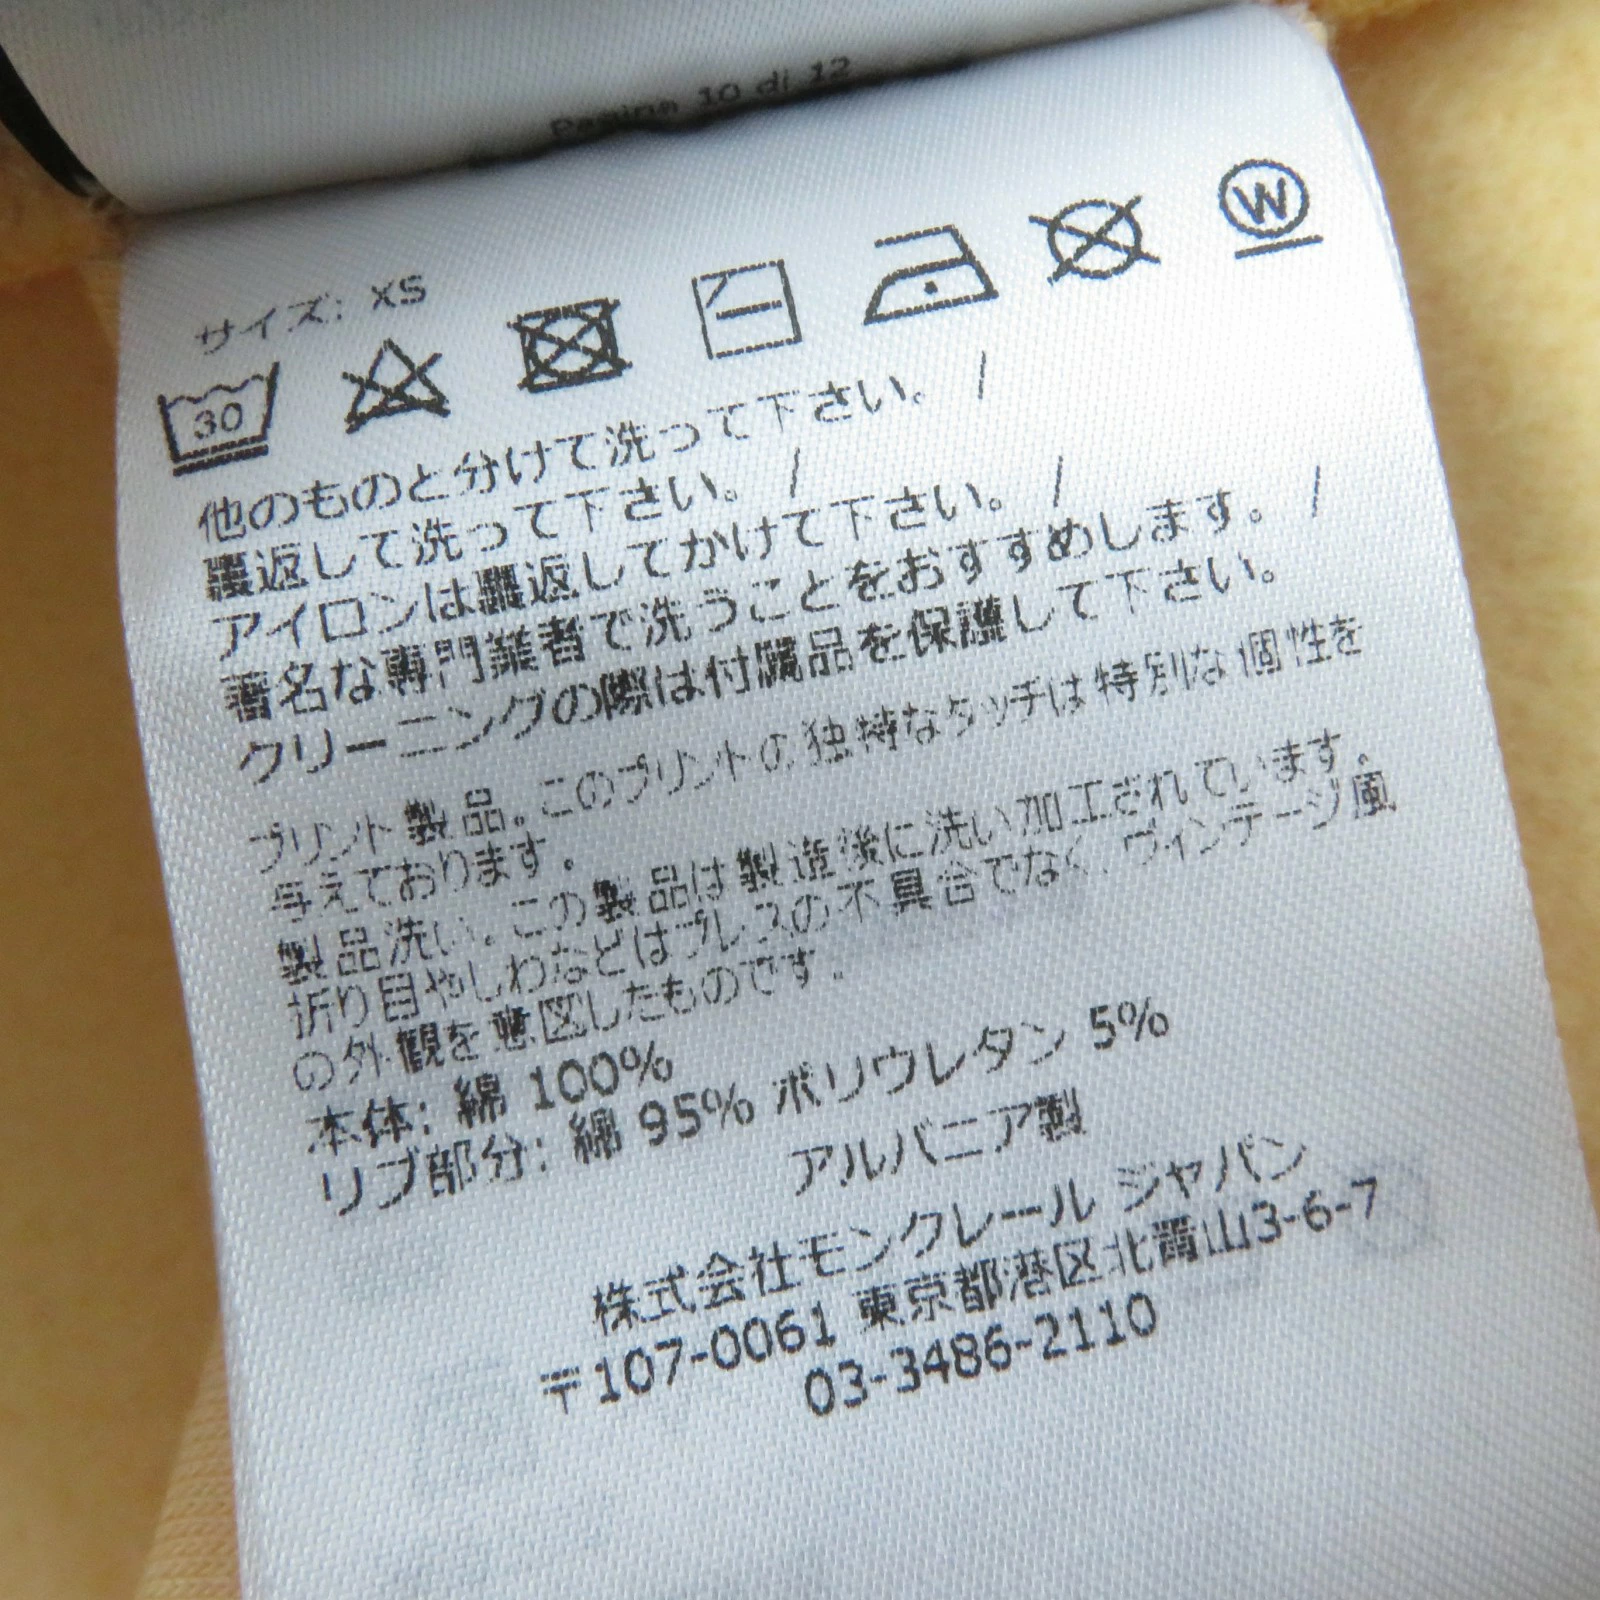 Pagina 10 di 12
サイズ: XS
30
W
他のものと分けて洗って下さい。 /
裏返して洗って下さい。 /
アイロンは裏返してかけて下さい。 /
著名な専門業者で洗うことをおすすめします。 /
クリーニングの際は付属品を保護して下さい。
プリント製品。このプリントの独特なタッチは特別な個性を
与えております。
製品洗い。この製品は製造後に洗い加工されています。
折り目やしわなどはプレスの不具合でなく、ヴィンテージ風
の外観を意図したものです。
本体: 綿 100%
リブ部分: 綿 95% ポリウレタン 5%
アルバニア製
株式会社モンクレール ジャパン
〒107-0061 東京都港区北青山3-6-7
03-3486-2110